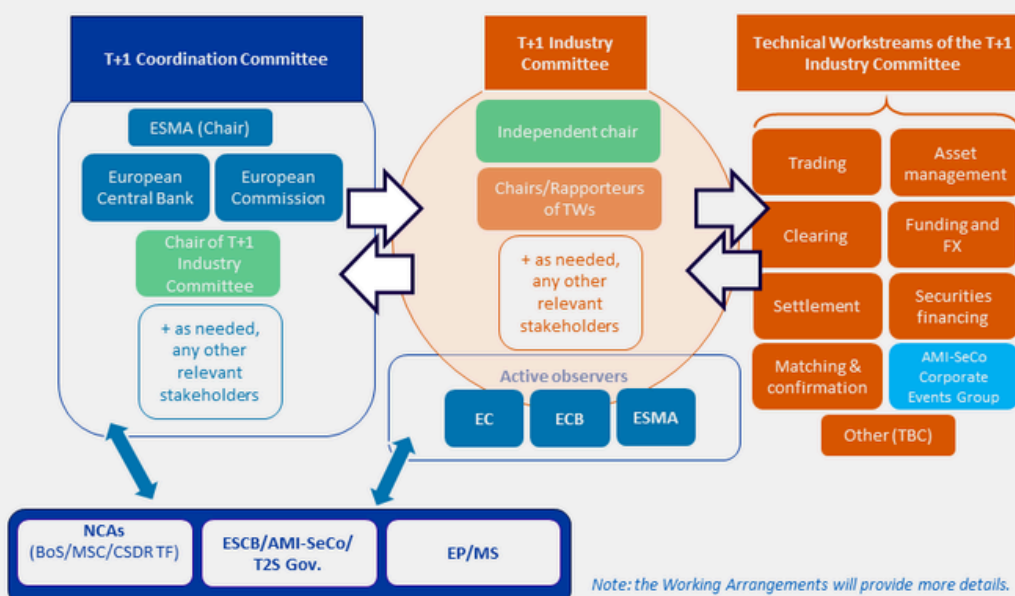 T+1 Coordination Committee
ESMA (Chair)
European
Central Bank
European
Commission
Chair of T+1
Industry
Committee
+ as needed,
any other
relevant
stakeholders
T+1 Industry
Committee
Independent chair
Chairs/Rapporteurs
of TWs
+ as needed,
any other
relevant
stakeholders
Active observers
EC
ECB
ESMA
Technical Workstreams of the T+1
Industry Committee
Trading
Asset
management
Clearing
Funding and
FX
Settlement
Securities
financing
Matching &
confirmation
AMI-SeCo
Corporate
Events Group
Other (TBC)
NCAs
(BoS/MSC/CSDR TF)
ESCB/AMI-SeCo/
T2S Gov.
EP/MS
Note: the Working Arrangements will provide more details.